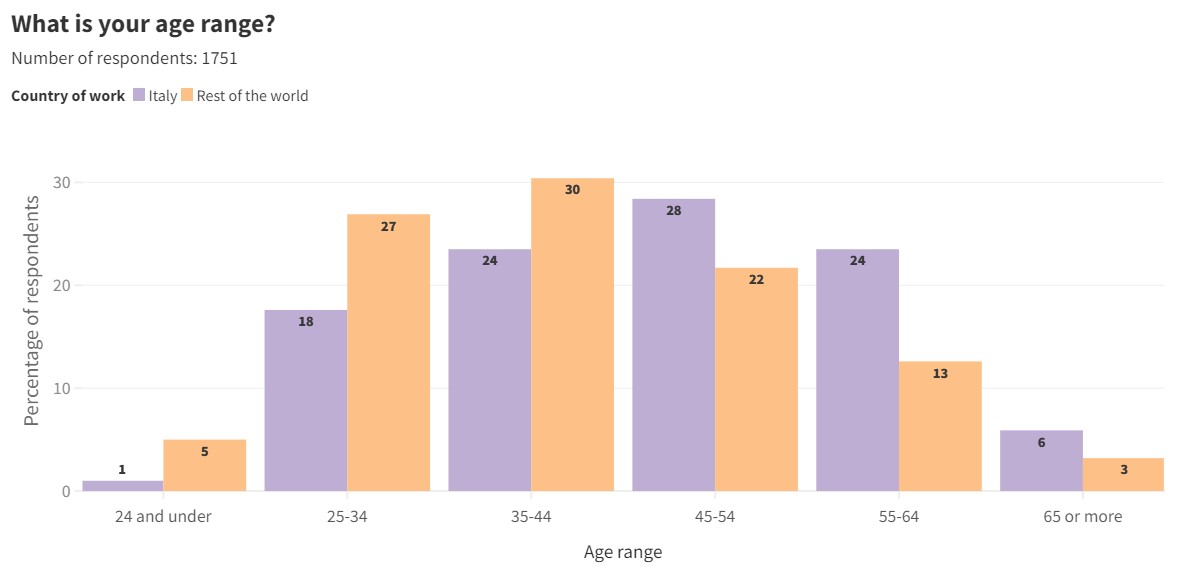 What is your age range?
Number of respondents: 1751
Country of work Italy Rest of the world
Percentage of respondents
30
20
10
0
1
5
18
27
24
30
28
22
24
13
6
3
24 and under
25-34
35-44
45-54
55-64
65 or more
Age range